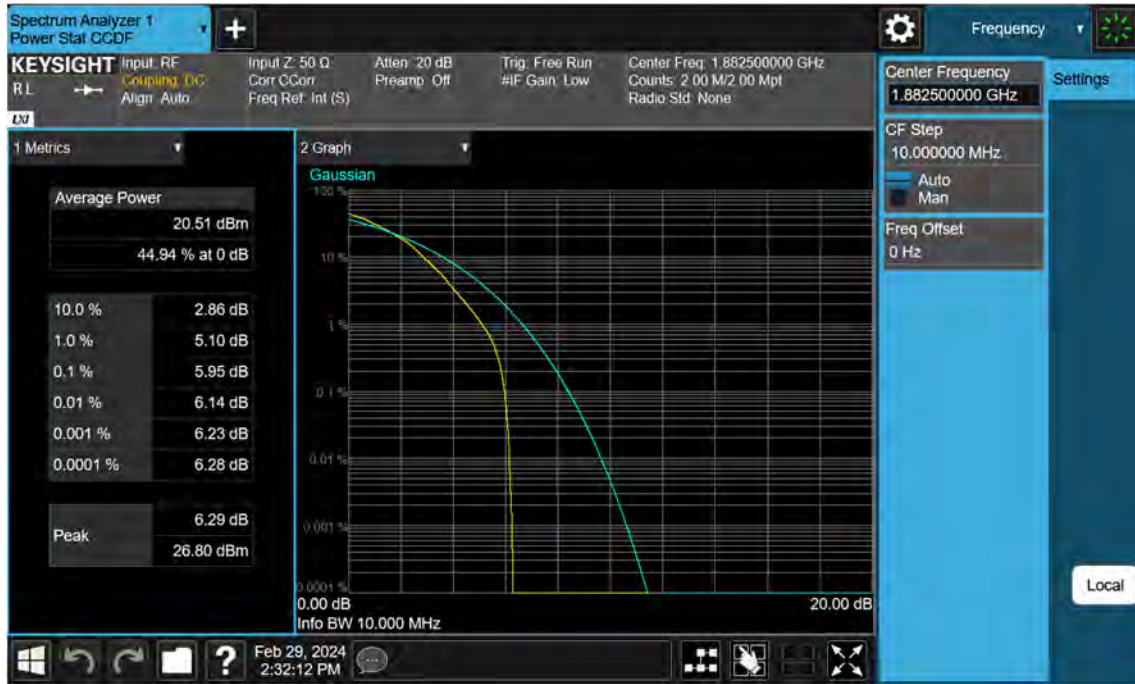 Spectrum Analyzer 1
Power Stat CCDF
Frequency
KEYSIGHT
RL
LXI
Input: RF
Coupling: DC
Align: Auto
Input Z: 50 Ω
Corr CCorr
Freq Ref: Int (S)
Atten: 20 dB
Preamp: Off
Trig: Free Run
#IF Gain: Low
Center Freq: 1.882500000 GHz
Counts: 2.00 M/2.00 Mpt
Radio Std: None
Center Frequency
1.882500000 GHz
Settings
CF Step
10.000000 MHz
Auto
Man
Freq Offset
0 Hz
Local
1 Metrics
Average Power
20.51 dBm
44.94 % at 0 dB
10.0 % 2.86 dB
1.0 % 5.10 dB
0.1 % 5.95 dB
0.01 % 6.14 dB
0.001 % 6.23 dB
0.0001 % 6.28 dB
Peak
6.29 dB
26.80 dBm
2 Graph
Gaussian
100 %
10 %
1 %
0.1 %
0.01 %
0.001 %
0.0001 %
0.00 dB
20.00 dB
Info BW 10.000 MHz
?
Feb 29, 2024
2:32:12 PM